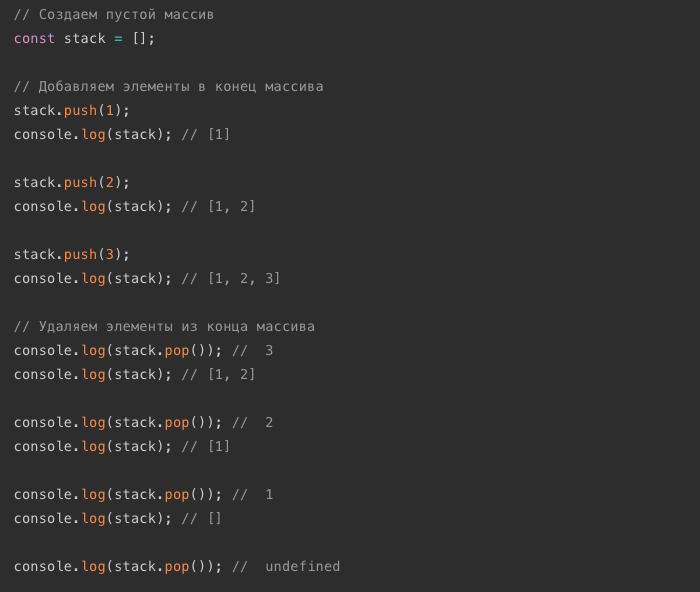 // Создаем пустой массив
const stack = [];
// Добавляем элементы в конец массива
stack.push(1);
console.log(stack); // [1]
stack.push(2);
console.log(stack); // [1, 2]
stack.push(3);
console.log(stack); // [1, 2, 3]
// Удаляем элементы из конца массива
console.log(stack.pop()); //  3
console.log(stack); // [1, 2]
console.log(stack.pop()); //  2
console.log(stack); // [1]
console.log(stack.pop()); //  1
console.log(stack); // []
console.log(stack.pop()); //  undefined